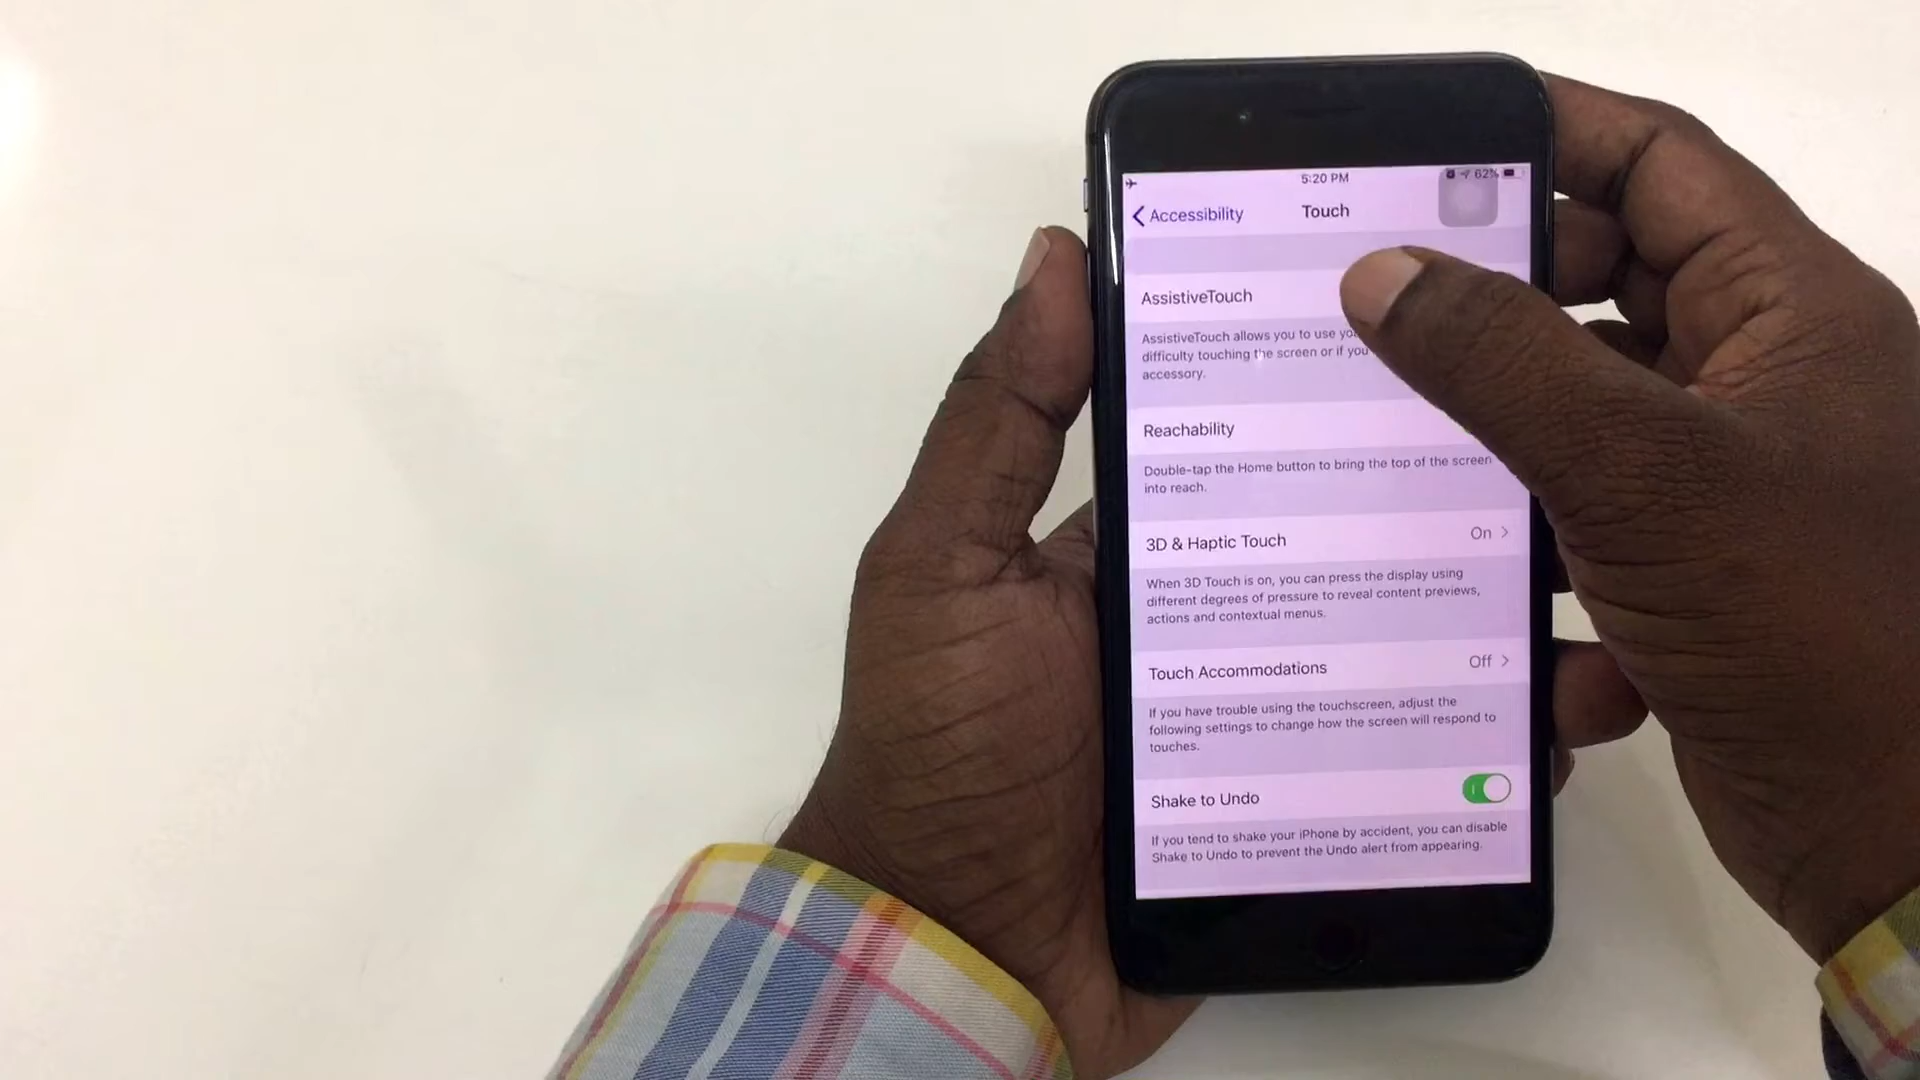 5:20 PM
62%
Accessibility
Touch
AssistiveTouch
AssistiveTouch allows you to use
difficulty touching the screen or if you
accessory.
Reachability
Double-tap the Home button to bring the top of the screen
into reach.
3D & Haptic Touch
On
When 3D Touch is on, you can press the display using
different degrees of pressure to reveal content previews,
actions and contextual menus.
Touch Accommodations
Off
If you have trouble using the touchscreen, adjust the
following settings to change how the screen will respond to
touches.
Shake to Undo
If you tend to shake your iPhone by accident, you can disable
Shake to Undo to prevent the Undo alert from appearing.